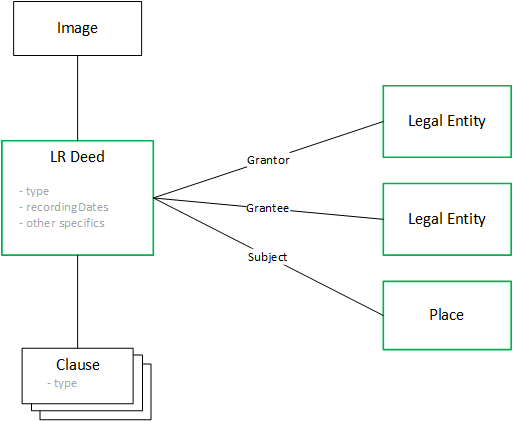 Image
LR Deed
- type
- recordingDates
- other specifics
Grantor
Grantee
Subject
Legal Entity
Legal Entity
Place
Clause
- type